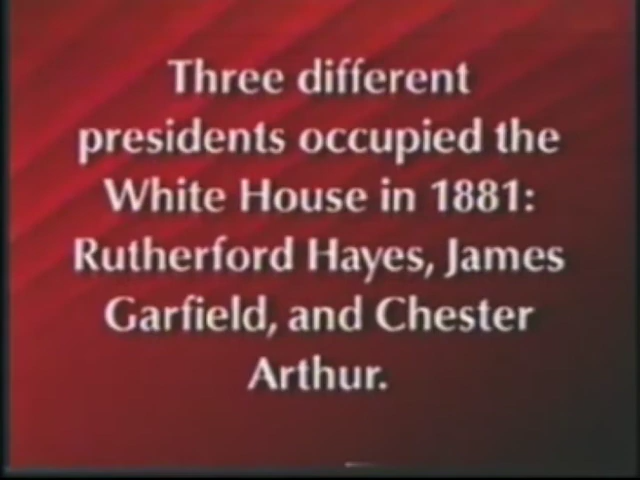 Three different
presidents occupied the
White House in 1881:
Rutherford Hayes, James
Garfield, and Chester
Arthur.